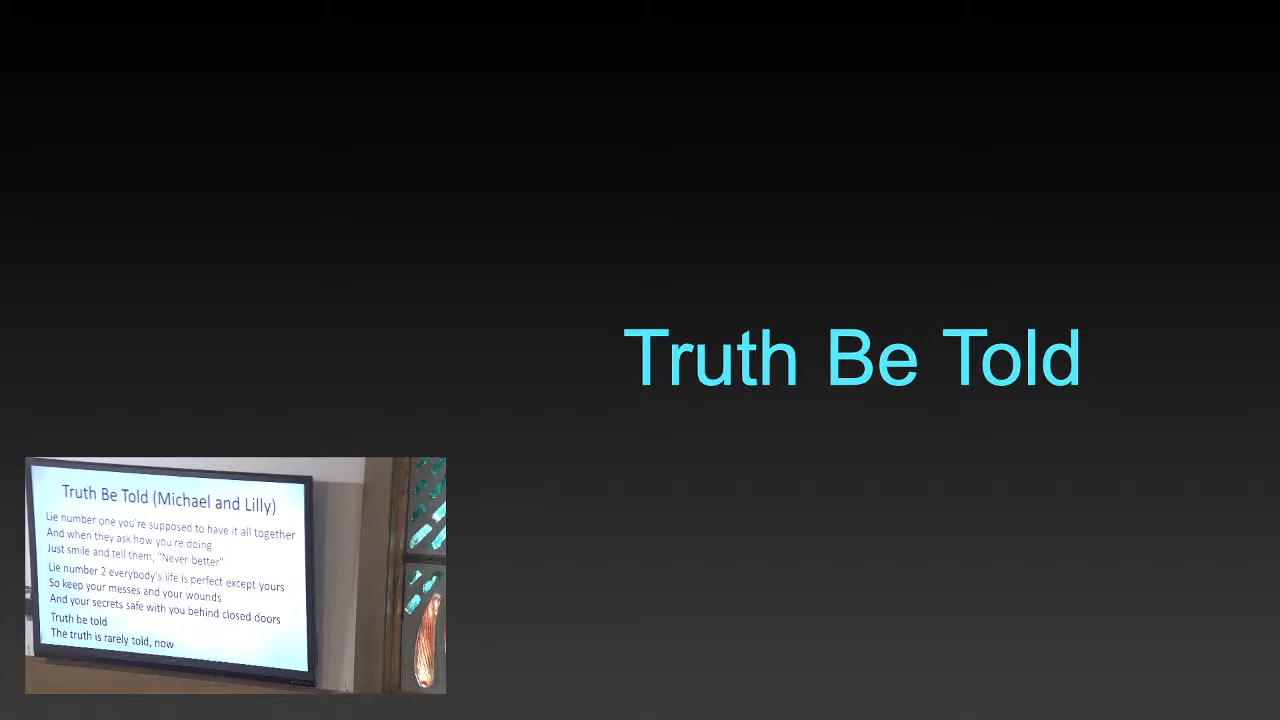 Truth Be Told
Truth Be Told (Michael and Lilly)
Lie number one you're supposed to have it all together
And when they ask how you're doing
Just smile and tell them, "Never better"
Lie number 2 everybody's life is perfect except yours
So keep your messes and your wounds
And your secrets safe with you behind closed doors
Truth be told
The truth is rarely told, now